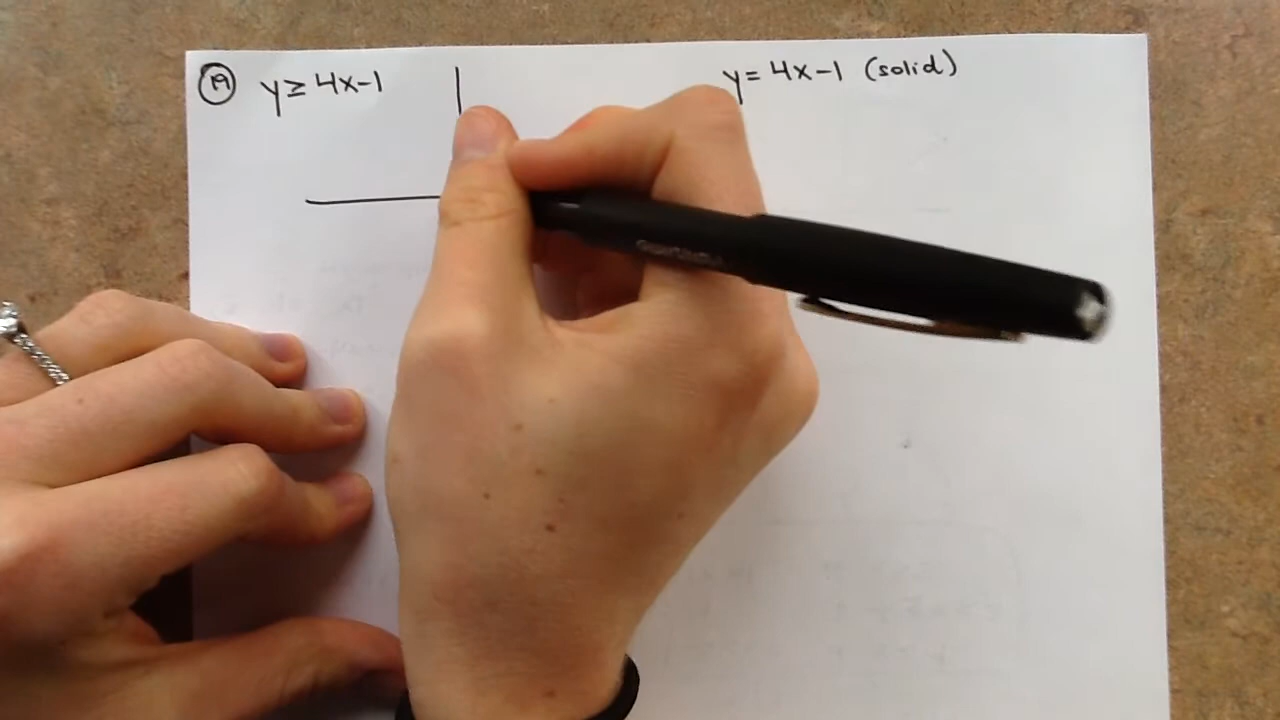 19 y ≥ 4x-1
y = 4x-1 (solid)